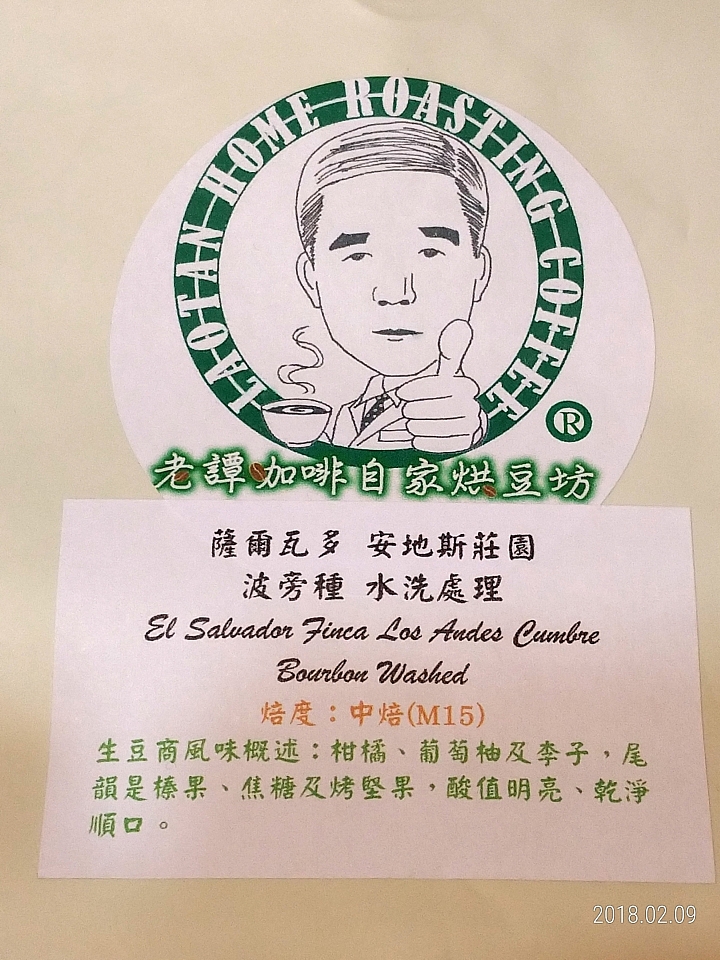 LAOTAN HOME ROASTING COFFEE
®
老譚咖啡自家烘豆坊
薩爾瓦多 安地斯莊園
波旁種 水洗處理
El Salvador Finca Los Andes Cumbre
Bourbon Washed
焙度：中焙(M15)
生豆商風味概述：柑橘、葡萄柚及李子，尾
韻是榛果、焦糖及烤堅果，酸值明亮、乾淨
順口。
2018.02.09